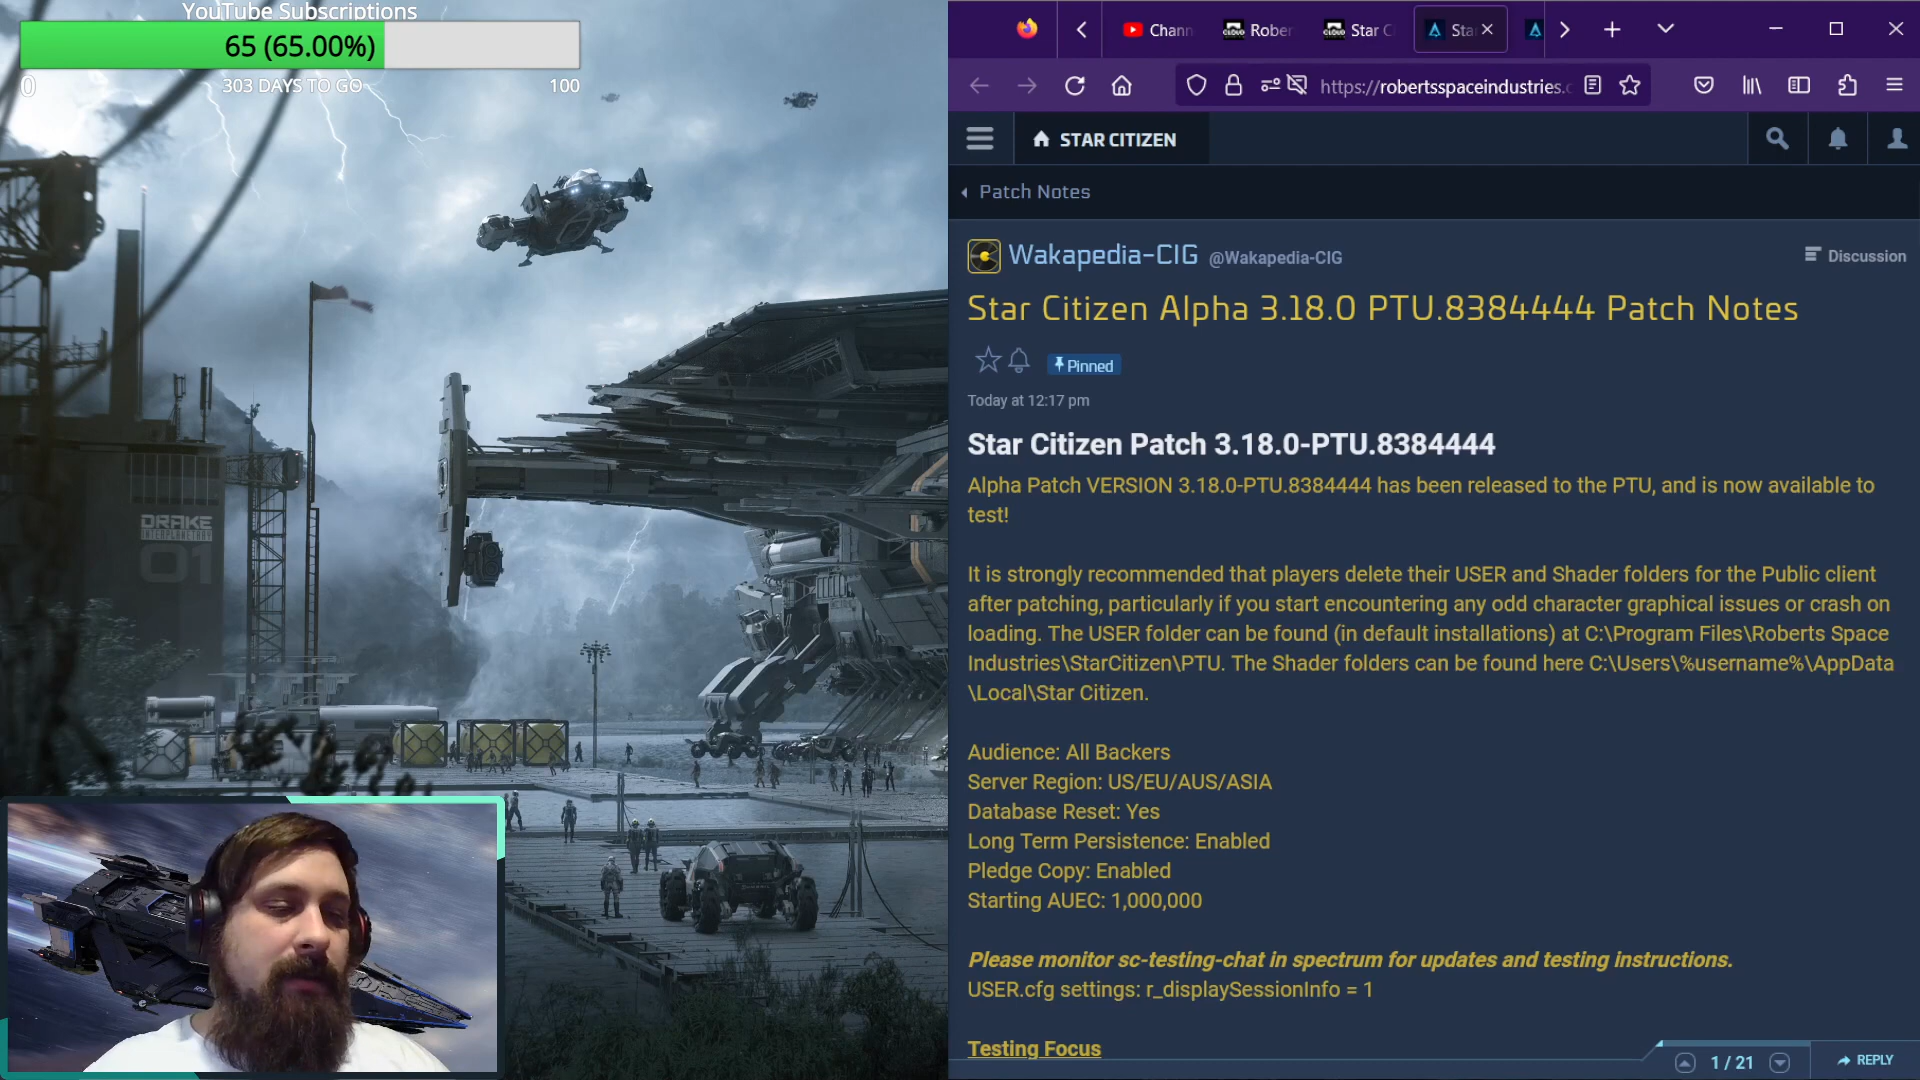 YouTube Subscriptions
65 (65.00%)
0
303 DAYS TO GO
100
DRAKE
INTERPLANETARY
01
Chann
Rober
Star C
Sta
https://robertsspaceindustries.c
STAR CITIZEN
Patch Notes
Wakapedia-CIG @Wakapedia-CIG
Discussion
Star Citizen Alpha 3.18.0 PTU.8384444 Patch Notes
Pinned
Today at 12:17 pm
Star Citizen Patch 3.18.0-PTU.8384444
Alpha Patch VERSION 3.18.0-PTU.8384444 has been released to the PTU, and is now available to
test!
It is strongly recommended that players delete their USER and Shader folders for the Public client
after patching, particularly if you start encountering any odd character graphical issues or crash on
loading. The USER folder can be found (in default installations) at C:\Program Files\Roberts Space
Industries\StarCitizen\PTU. The Shader folders can be found here C:\Users\%username%\AppData
\Local\Star Citizen.
Audience: All Backers
Server Region: US/EU/AUS/ASIA
Database Reset: Yes
Long Term Persistence: Enabled
Pledge Copy: Enabled
Starting AUEC: 1,000,000
Please monitor sc-testing-chat in spectrum for updates and testing instructions.
USER.cfg settings: r_displaySessionInfo = 1
Testing Focus
1 / 21
REPLY